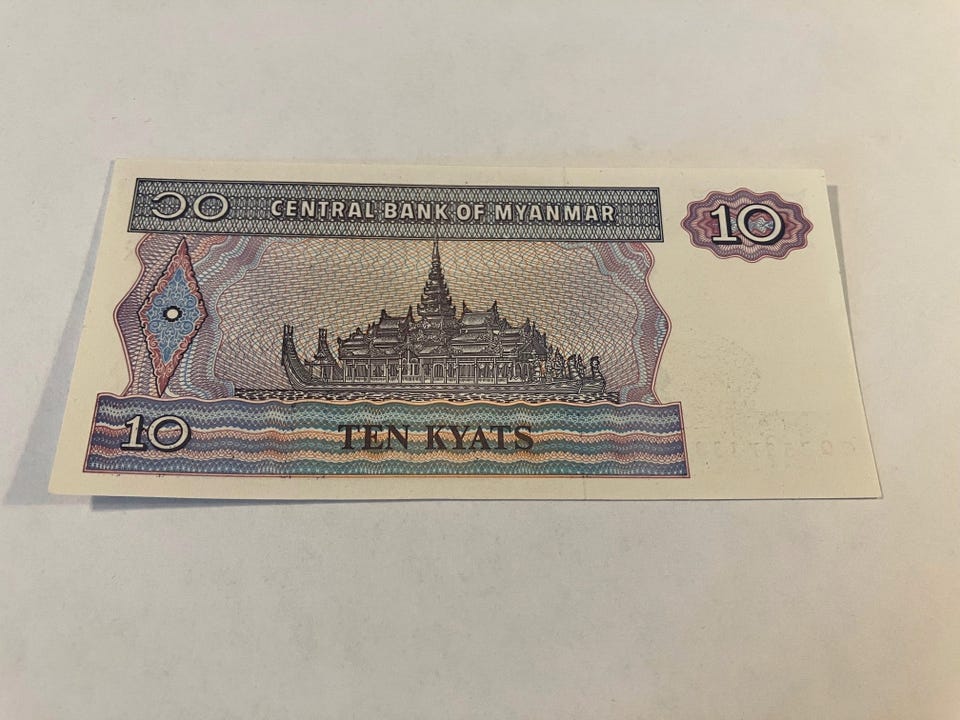 ၁၀ CENTRAL BANK OF MYANMAR 10
10 TEN KYATS